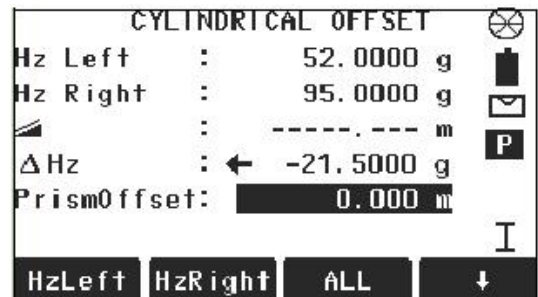 CYLINDRICAL OFFSET
Hz Left : 52.0000 g
Hz Right : 95.0000 g
: -----.--- m
ΔHz : ← -21.5000 g
P
PrismOffset: 0.000 m
HzLeft HzRight ALL ↓